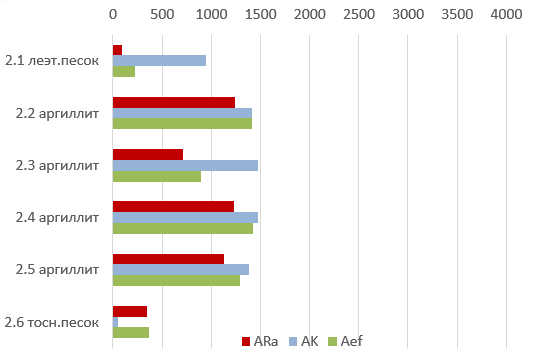 0 500 1000 1500 2000 2500 3000 3500 4000
2.1 леэт.песок
2.2 аргиллит
2.3 аргиллит
2.4 аргиллит
2.5 аргиллит
2.6 тосн.песок
ARa AK Aef